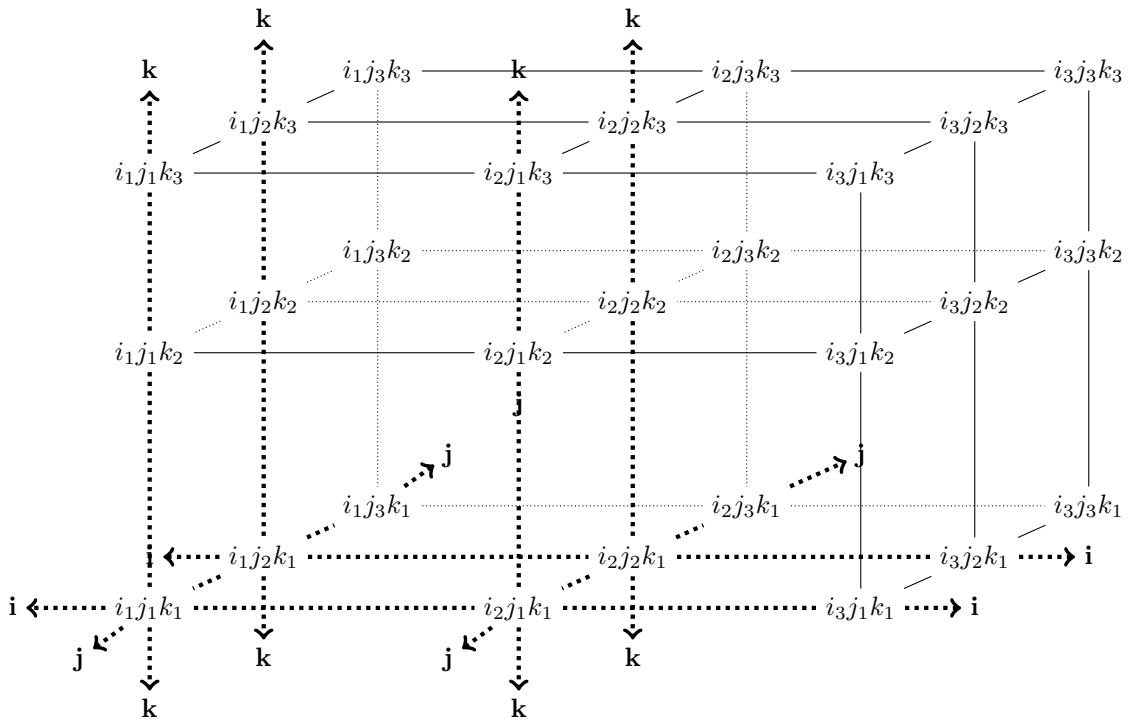 k
k
i₁j₃k₃ k i₂j₃k₃ i₃j₃k₃
k
i₁j₂k₃ i₂j₂k₃ i₃j₂k₃
i₁j₁k₃ i₂j₁k₃ i₃j₁k₃
i₁j₃k₂ i₂j₃k₂ i₃j₃k₂
i₁j₂k₂ i₂j₂k₂ i₃j₂k₂
i₁j₁k₂ i₂j₁k₂ i₃j₁k₂
j
j j
i₁j₃k₁ i₂j₃k₁ i₃j₃k₁
i i₁j₂k₁ i₂j₂k₁ i₃j₂k₁ i
i i₁j₁k₁ i₂j₁k₁ i₃j₁k₁ i
j k j k
k k